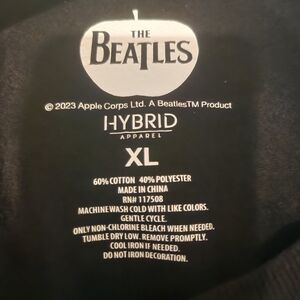 THE
BEATLES
© 2023 Apple Corps Ltd. A Beatles™ Product
HYBRID
APPAREL
XL
60% COTTON 40% POLYESTER
MADE IN CHINA
RN# 117508
MACHINE WASH COLD WITH LIKE COLORS.
GENTLE CYCLE.
ONLY NON-CHLORINE BLEACH WHEN NEEDED.
TUMBLE DRY LOW. REMOVE PROMPTLY.
COOL IRON IF NEEDED.
DO NOT IRON DECORATION.